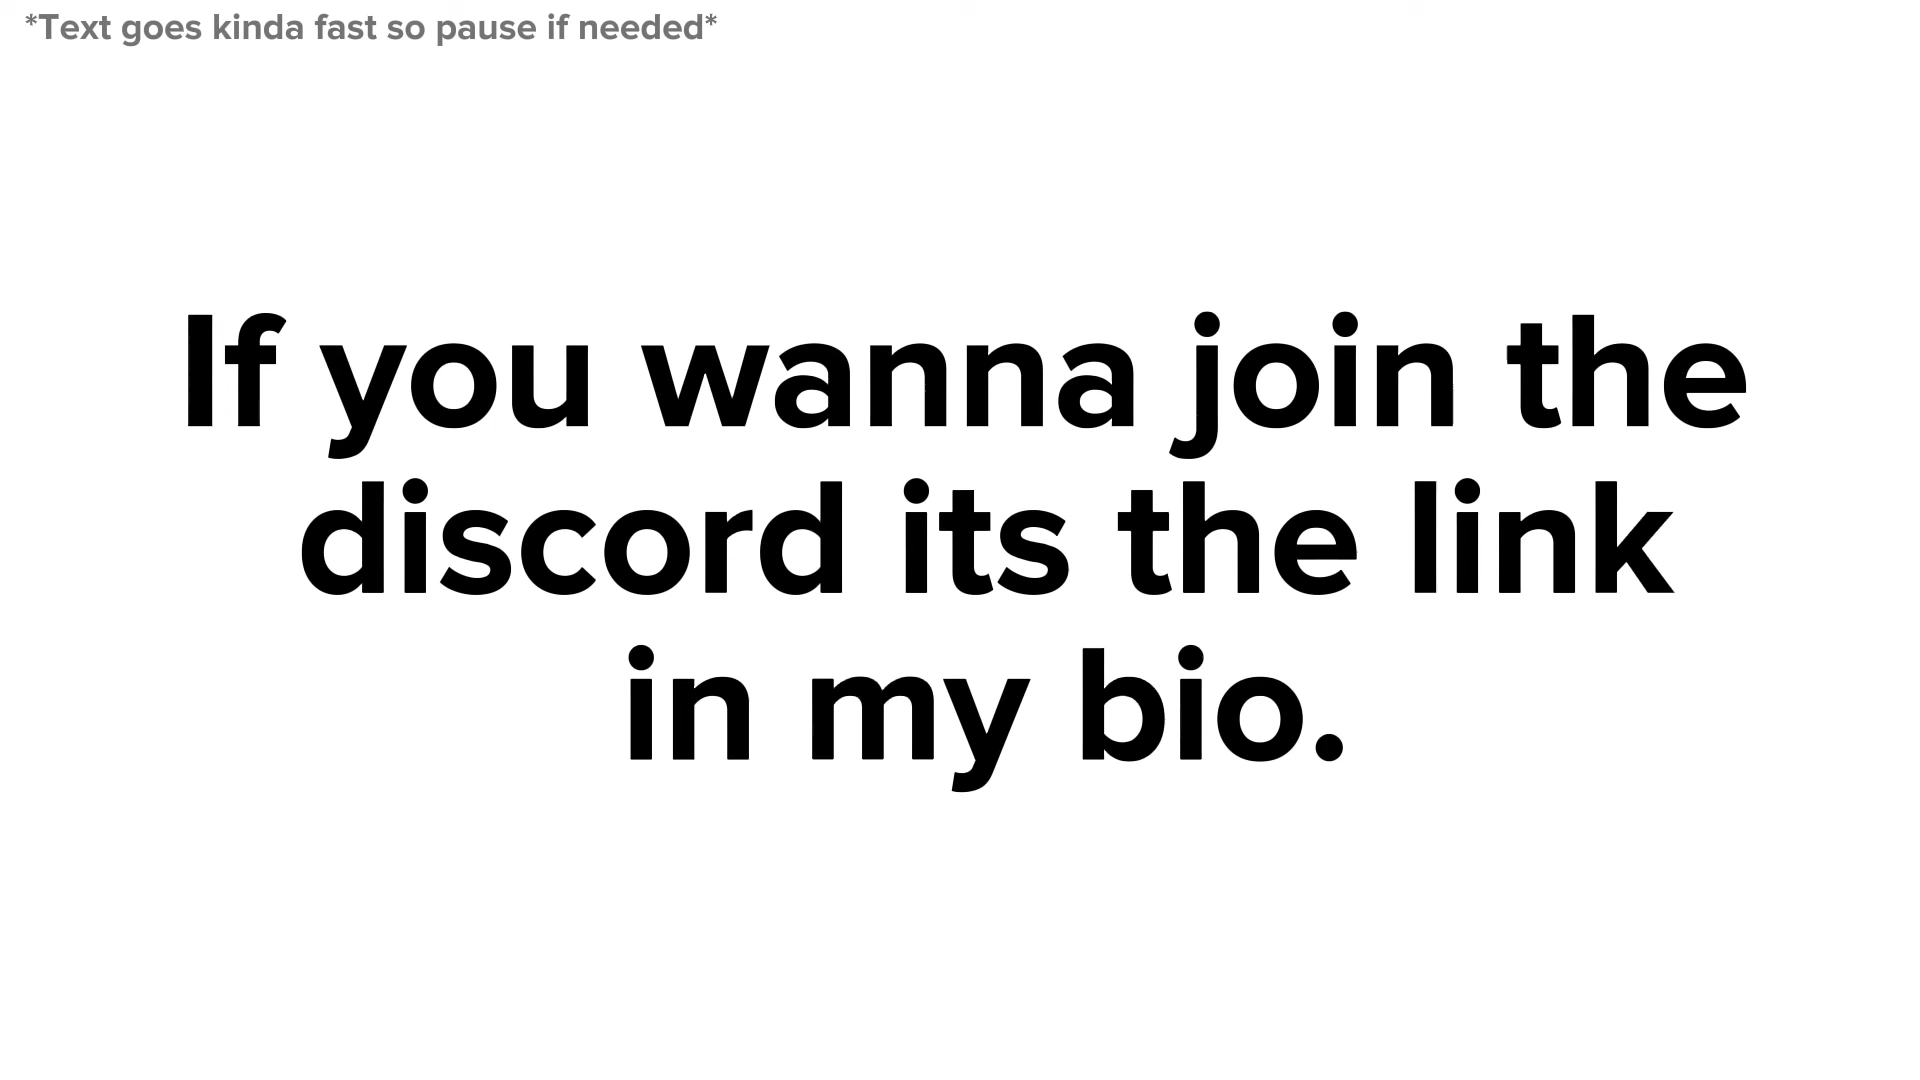 *Text goes kinda fast so pause if needed*
If you wanna join the
discord its the link
in my bio.